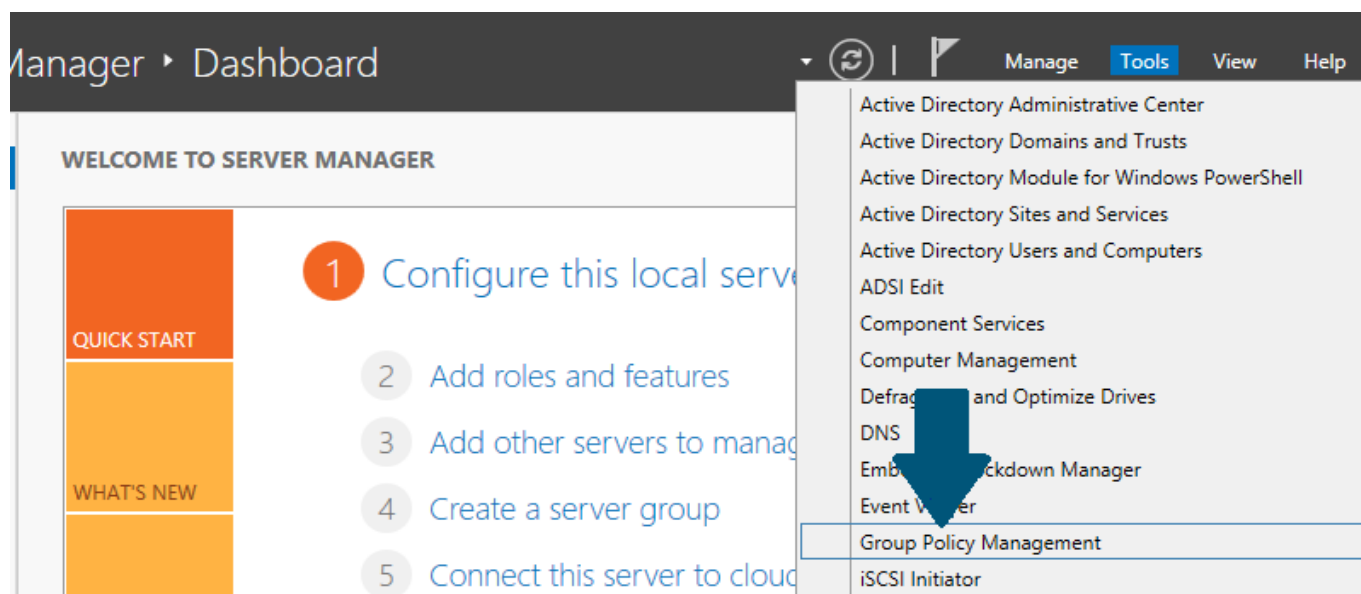 Manager ‣ Dashboard
Manage Tools View Help
WELCOME TO SERVER MANAGER
QUICK START
WHAT'S NEW
1 Configure this local
2 Add roles and features
3 Add other servers to
4 Create a server group
5 Connect this server to
Active Directory Administrative Center
Active Directory Domains and Trusts
Active Directory Module for Windows PowerShell
Active Directory Sites and Services
Active Directory Users and Computers
ADSI Edit
Component Services
Computer Management
and Optimize Drives
DNS
Manager
Event
Group Policy Management
iSCSI Initiator